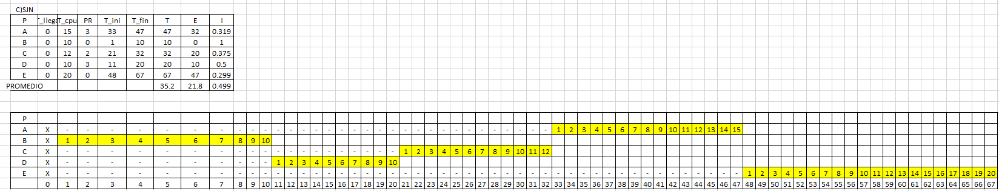 C)SJN
P T_llega T_cpu PR T_ini T_fin T E I
A 0 15 3 33 47 47 32 0.319
B 0 10 0 1 10 10 0 1
C 0 12 2 21 32 32 20 0.375
D 0 10 3 11 20 20 10 0.5
E 0 20 0 48 67 67 47 0.299
PROMEDIO 35.2 21.8 0.499
P
A X - - - - - - - - - - - - - - - - - - - - - - - - - - - - - - - - 1 2 3 4 5 6 7 8 9 10 11 12 13 14 15
B X 1 2 3 4 5 6 7 8 9 10
C X - - - - - - - - - - - - - - - - - - - - 1 2 3 4 5 6 7 8 9 10 11 12
D X - - - - - - - - - - 1 2 3 4 5 6 7 8 9 10
E X - - - - - - - - - - - - - - - - - - - - - - - - - - - - - - - - - - - - - - - - - - - - - - - 1 2 3 4 5 6 7 8 9 10 11 12 13 14 15 16 17 18 19 20
0 1 2 3 4 5 6 7 8 9 10 11 12 13 14 15 16 17 18 19 20 21 22 23 24 25 26 27 28 29 30 31 32 33 34 35 36 37 38 39 40 41 42 43 44 45 46 47 48 49 50 51 52 53 54 55 56 57 58 59 60 61 62 63 64 65 66 67